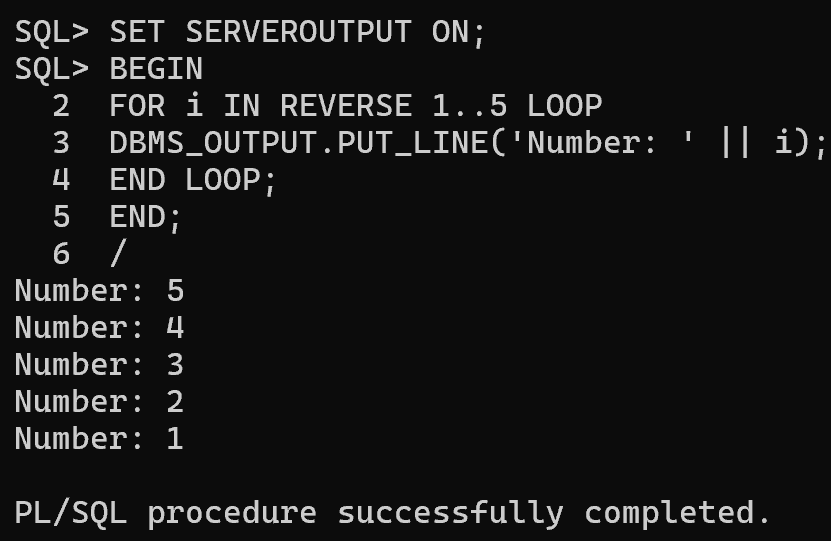 SQL> SET SERVEROUTPUT ON;
SQL> BEGIN
  2  FOR i IN REVERSE 1..5 LOOP
  3  DBMS_OUTPUT.PUT_LINE('Number: ' || i);
  4  END LOOP;
  5  END;
  6  /
Number: 5
Number: 4
Number: 3
Number: 2
Number: 1

PL/SQL procedure successfully completed.